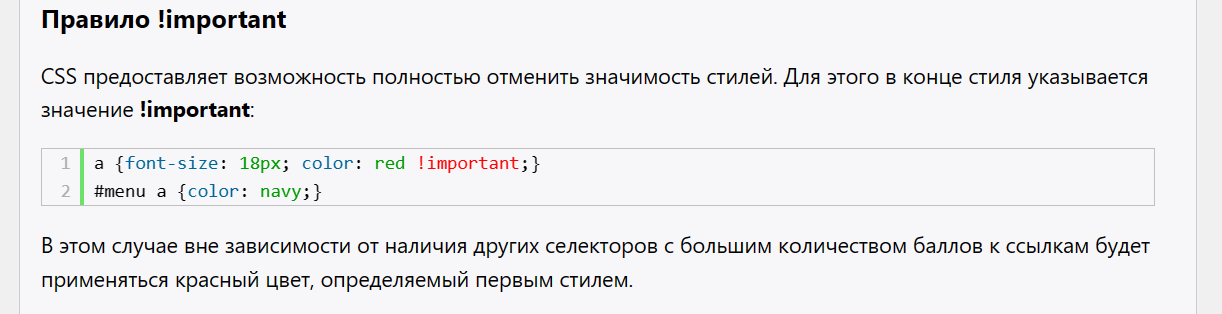 Правило !important
CSS предоставляет возможность полностью отменить значимость стилей. Для этого в конце стиля указывается
значение !important:
1 a {font-size: 18px; color: red !important;}
2 #menu a {color: navy;}
В этом случае вне зависимости от наличия других селекторов с большим количеством баллов к ссылкам будет
применяться красный цвет, определяемый первым стилем.